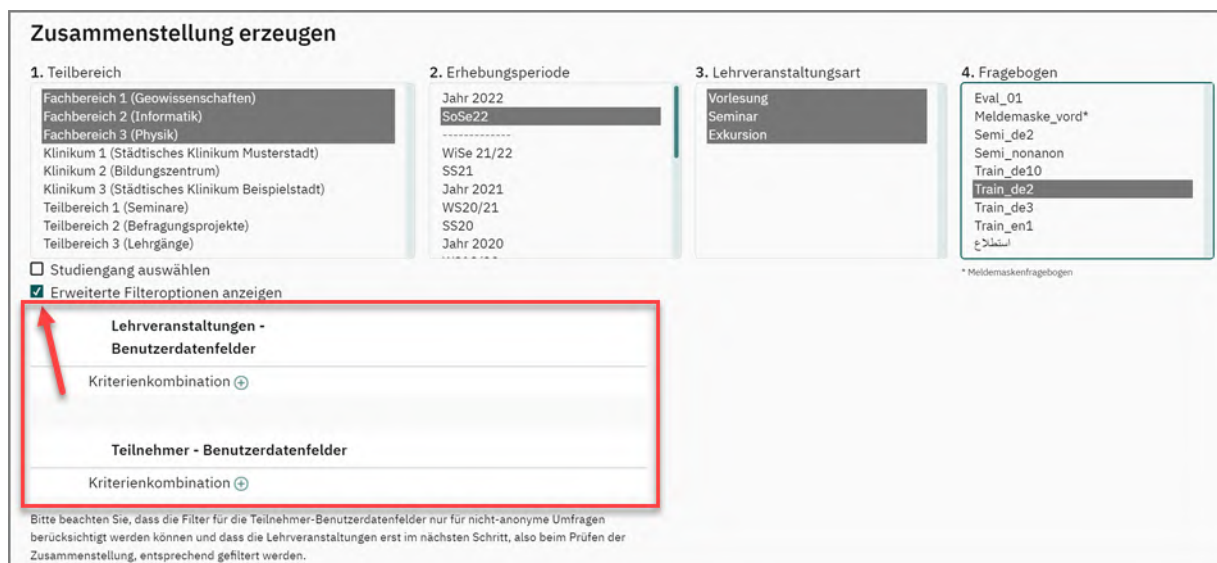 Zusammenstellung erzeugen
1. Teilbereich
Fachbereich 1 (Geowissenschaften)
Fachbereich 2 (Informatik)
Fachbereich 3 (Physik)
Klinikum 1 (Städtisches Klinikum Musterstadt)
Klinikum 2 (Bildungszentrum)
Klinikum 3 (Städtisches Klinikum Beispielstadt)
Teilbereich 1 (Seminare)
Teilbereich 2 (Befragungsprojekte)
Teilbereich 3 (Lehrgänge)
2. Erhebungsperiode
Jahr 2022
SoSe22
-------------
WiSe 21/22
SS21
Jahr 2021
WS20/21
SS20
Jahr 2020
3. Lehrveranstaltungsart
Vorlesung
Seminar
Exkursion
4. Fragebogen
Eval_01
Meldemaske_vord*
Semi_de2
Semi_nonanon
Train_de10
Train_de2
Train_de3
Train_en1
استطلاع
* Meldemaskenfragebogen
Studiengang auswählen
Erweiterte Filteroptionen anzeigen
Lehrveranstaltungen -
Benutzerdatenfelder
Kriterienkombination
Teilnehmer - Benutzerdatenfelder
Kriterienkombination
Bitte beachten Sie, dass die Filter für die Teilnehmer-Benutzerdatenfelder nur für nicht-anonyme Umfragen
berücksichtigt werden können und dass die Lehrveranstaltungen erst im nächsten Schritt, also beim Prüfen der
Zusammenstellung, entsprechend gefiltert werden.